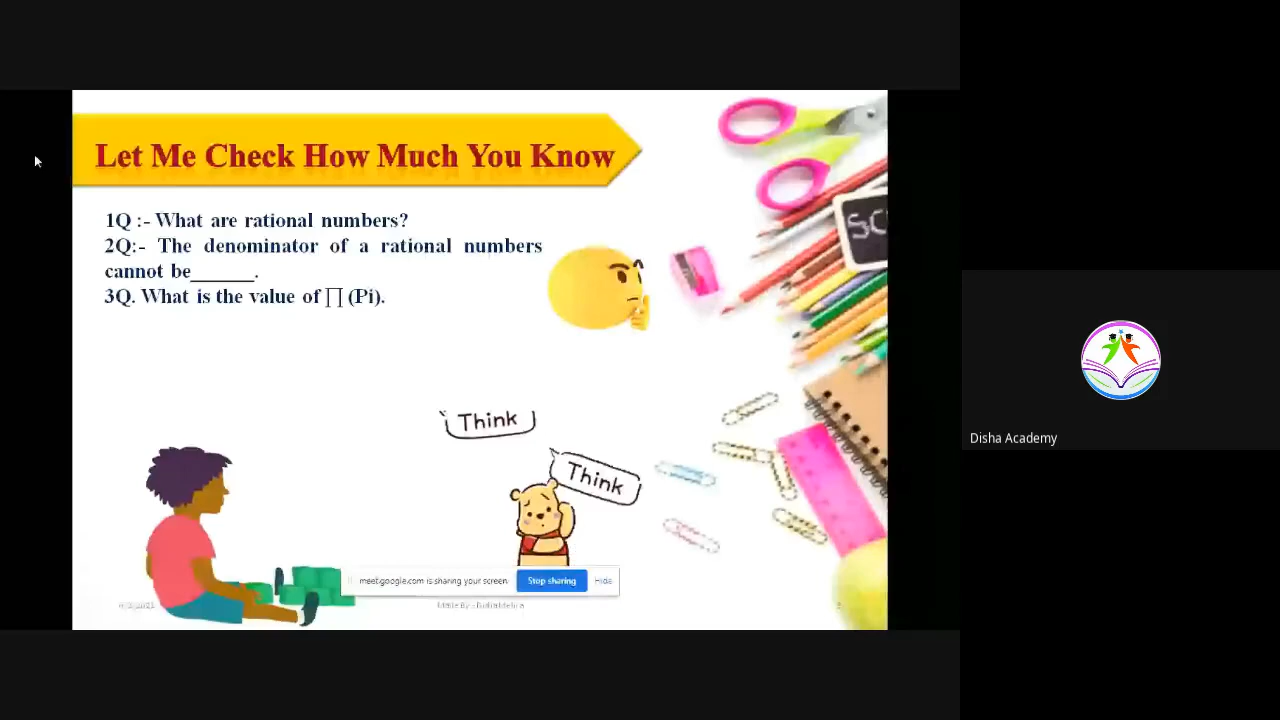 Let Me Check How Much You Know
1Q :- What are rational numbers?
2Q:- The denominator of a rational numbers
cannot be______.
3Q. What is the value of ∏ (Pi).
Think
Think
meet.google.com is sharing your screen
Stop sharing
Hide
Disha Academy